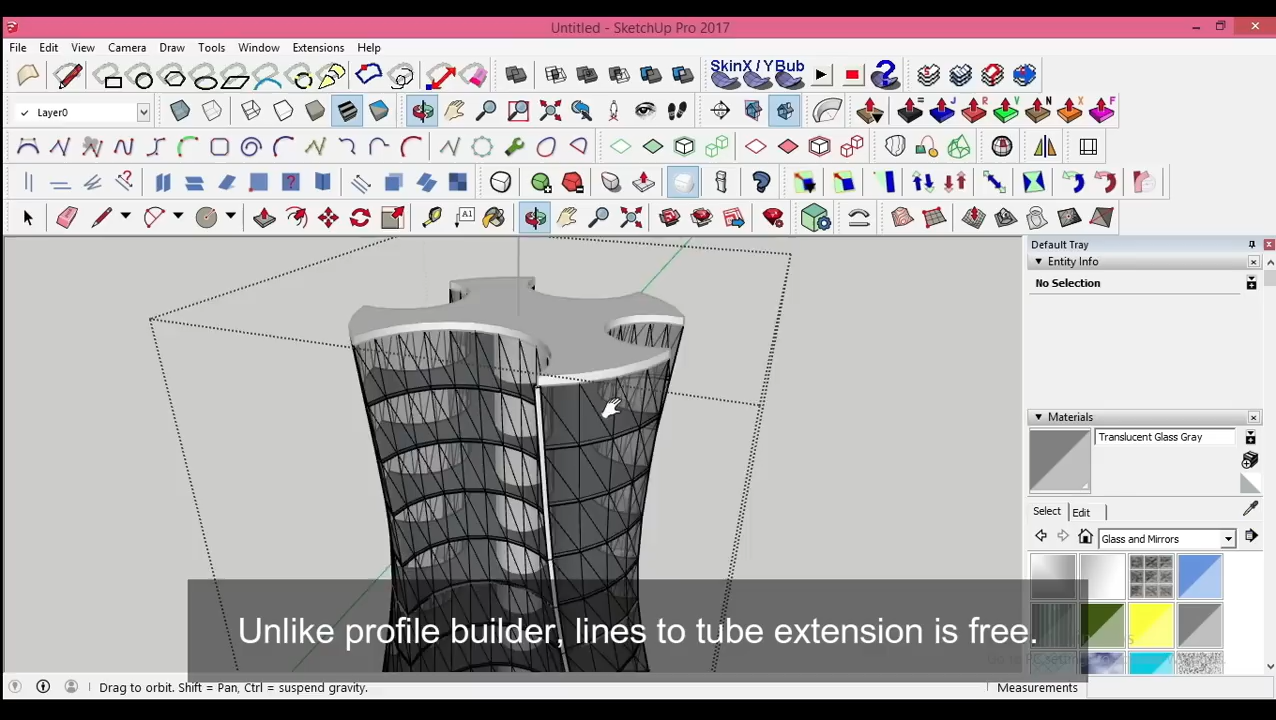 Untitled - SketchUp Pro 2017
File Edit View Camera Draw Tools Window Extensions Help
SkinX / YBub
Layer0
= J R V N X F
A1
Default Tray
Entity Info
No Selection
Materials
Translucent Glass Gray
Select Edit
Glass and Mirrors
Unlike profile builder, lines to tube extension is free.
Drag to orbit. Shift = Pan, Ctrl = suspend gravity.
Measurements